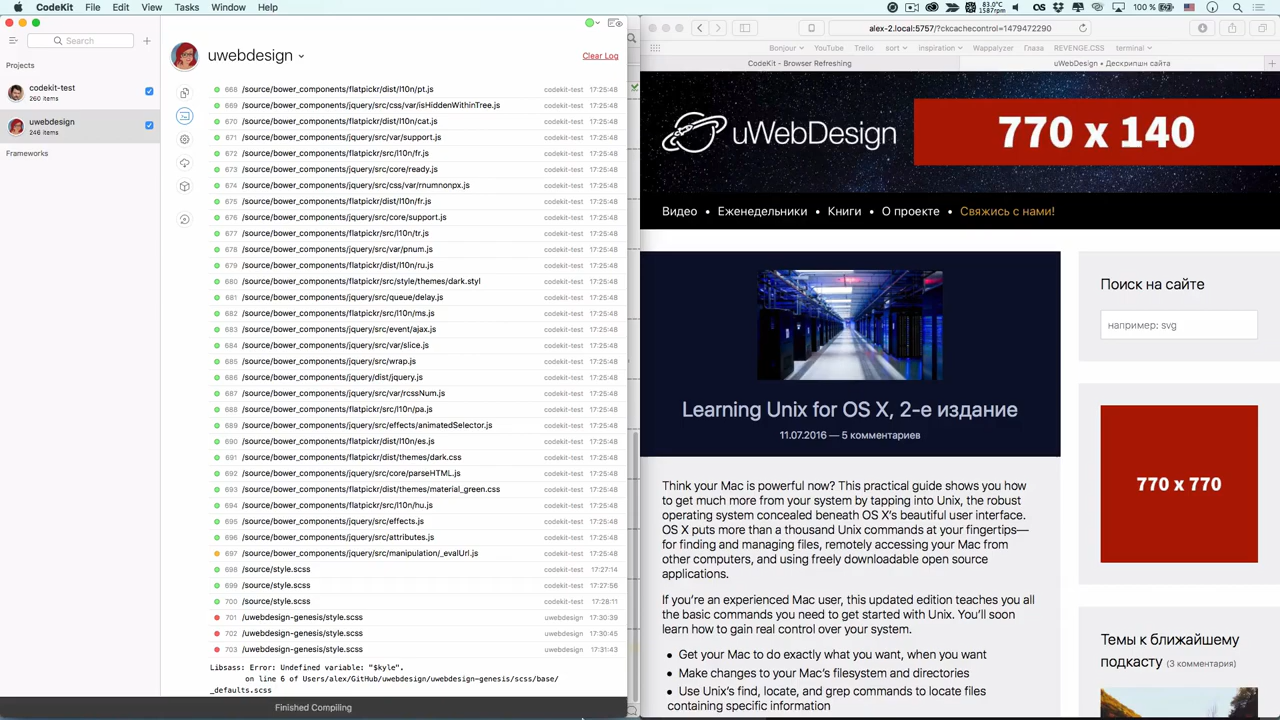 CodeKit File Edit View Tasks Window Help
83.0°C
1587rpm
100 %
Search
Projects
codekit-test
260 items
uwebdesign
246 items
Frameworks
uwebdesign
Clear Log
668 /source/bower_components/flatpickr/dist/l10n/pt.js codekit-test 17:25:48
669 /source/bower_components/jquery/src/css/var/isHiddenWithinTree.js codekit-test 17:25:48
670 /source/bower_components/flatpickr/dist/l10n/cat.js codekit-test 17:25:48
671 /source/bower_components/jquery/src/var/support.js codekit-test 17:25:48
672 /source/bower_components/flatpickr/src/l10n/fr.js codekit-test 17:25:48
673 /source/bower_components/jquery/src/core/ready.js codekit-test 17:25:48
674 /source/bower_components/jquery/src/css/var/rnumnonpx.js codekit-test 17:25:48
675 /source/bower_components/flatpickr/dist/l10n/fr.js codekit-test 17:25:48
676 /source/bower_components/jquery/src/core/support.js codekit-test 17:25:48
677 /source/bower_components/flatpickr/src/l10n/tr.js codekit-test 17:25:48
678 /source/bower_components/jquery/src/var/pnum.js codekit-test 17:25:48
679 /source/bower_components/flatpickr/dist/l10n/ru.js codekit-test 17:25:48
680 /source/bower_components/flatpickr/src/style/themes/dark.styl codekit-test 17:25:48
681 /source/bower_components/jquery/src/queue/delay.js codekit-test 17:25:48
682 /source/bower_components/flatpickr/src/l10n/ms.js codekit-test 17:25:48
683 /source/bower_components/jquery/src/event/ajax.js codekit-test 17:25:48
684 /source/bower_components/jquery/src/var/slice.js codekit-test 17:25:48
685 /source/bower_components/jquery/src/wrap.js codekit-test 17:25:48
686 /source/bower_components/jquery/dist/jquery.js codekit-test 17:25:48
687 /source/bower_components/jquery/src/var/rcssNum.js codekit-test 17:25:48
688 /source/bower_components/flatpickr/src/l10n/pa.js codekit-test 17:25:48
689 /source/bower_components/jquery/src/effects/animatedSelector.js codekit-test 17:25:48
690 /source/bower_components/flatpickr/dist/l10n/es.js codekit-test 17:25:48
691 /source/bower_components/flatpickr/dist/themes/dark.css codekit-test 17:25:48
692 /source/bower_components/jquery/src/core/parseHTML.js codekit-test 17:25:48
693 /source/bower_components/flatpickr/dist/themes/material_green.css codekit-test 17:25:48
694 /source/bower_components/flatpickr/src/l10n/hu.js codekit-test 17:25:48
695 /source/bower_components/jquery/src/effects.js codekit-test 17:25:48
696 /source/bower_components/jquery/src/attributes.js codekit-test 17:25:48
697 /source/bower_components/jquery/src/manipulation/_evalUrl.js codekit-test 17:25:48
698 /source/style.scss codekit-test 17:27:14
699 /source/style.scss codekit-test 17:27:56
700 /source/style.scss codekit-test 17:28:11
701 /uwebdesign-genesis/style.scss uwebdesign 17:30:39
702 /uwebdesign-genesis/style.scss uwebdesign 17:30:45
703 /uwebdesign-genesis/style.scss uwebdesign 17:31:43
Libsass: Error: Undefined variable: "$kyle".
on line 6 of Users/alex/GitHub/uwebdesign/uwebdesign-genesis/scss/base/
_defaults.scss
Finished Compiling
alex-2.local:5757/?ckcachecontrol=1479472290
Bonjour YouTube Trello sort inspiration Wappalyzer Глаза REVENGE.CSS terminal
CodeKit - Browser Refreshing uWebDesign • Дескрипшн сайта
uWebDesign
770 x 140
Видео • Еженедельники • Книги • О проекте • Свяжись с нами!
Learning Unix for OS X, 2-е издание
11.07.2016 — 5 комментариев
Think your Mac is powerful now? This practical guide shows you how
to get much more from your system by tapping into Unix, the robust
operating system concealed beneath OS X's beautiful user interface.
OS X puts more than a thousand Unix commands at your fingertips—
for finding and managing files, remotely accessing your Mac from
other computers, and using freely downloadable open source
applications.
If you're an experienced Mac user, this updated edition teaches you all
the basic commands you need to get started with Unix. You'll soon
learn how to gain real control over your system.
• Get your Mac to do exactly what you want, when you want
• Make changes to your Mac's filesystem and directories
• Use Unix's find, locate, and grep commands to locate files
containing specific information
Поиск на сайте
например: svg
770 x 770
Темы к ближайшему
подкасту (3 комментария)